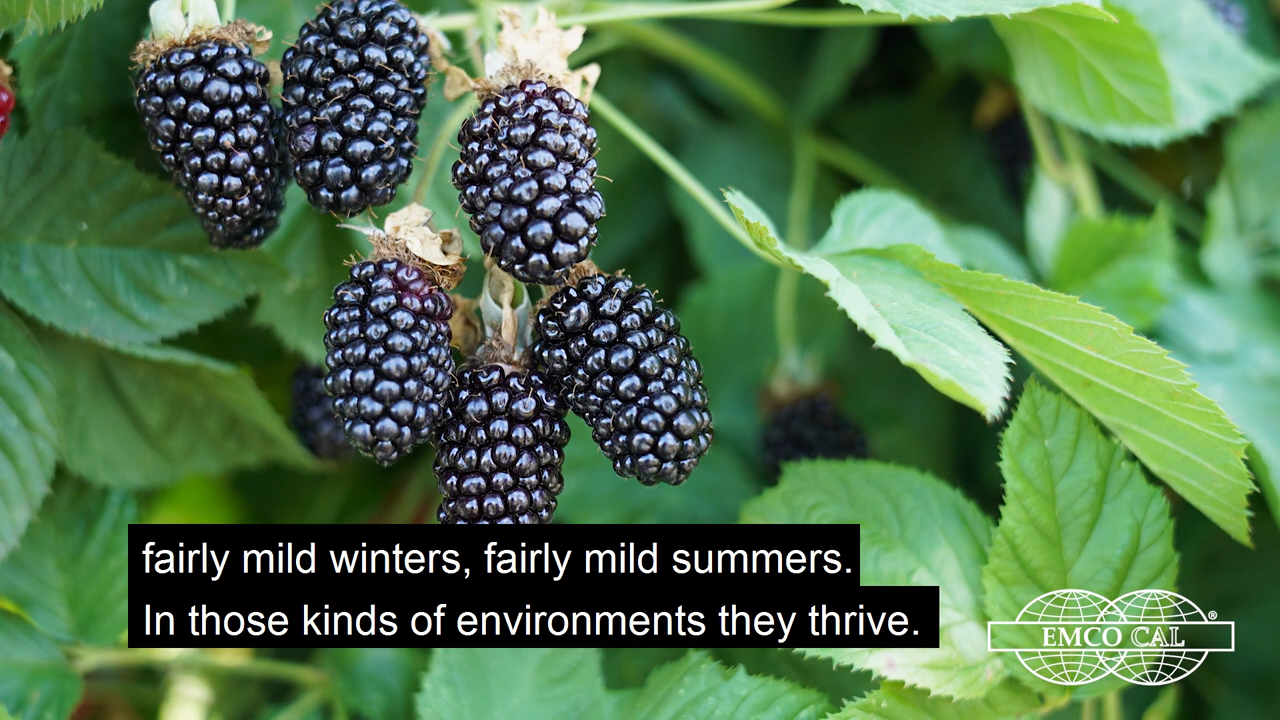 fairly mild winters, fairly mild summers.
In those kinds of environments they thrive.
EMCO CAL®